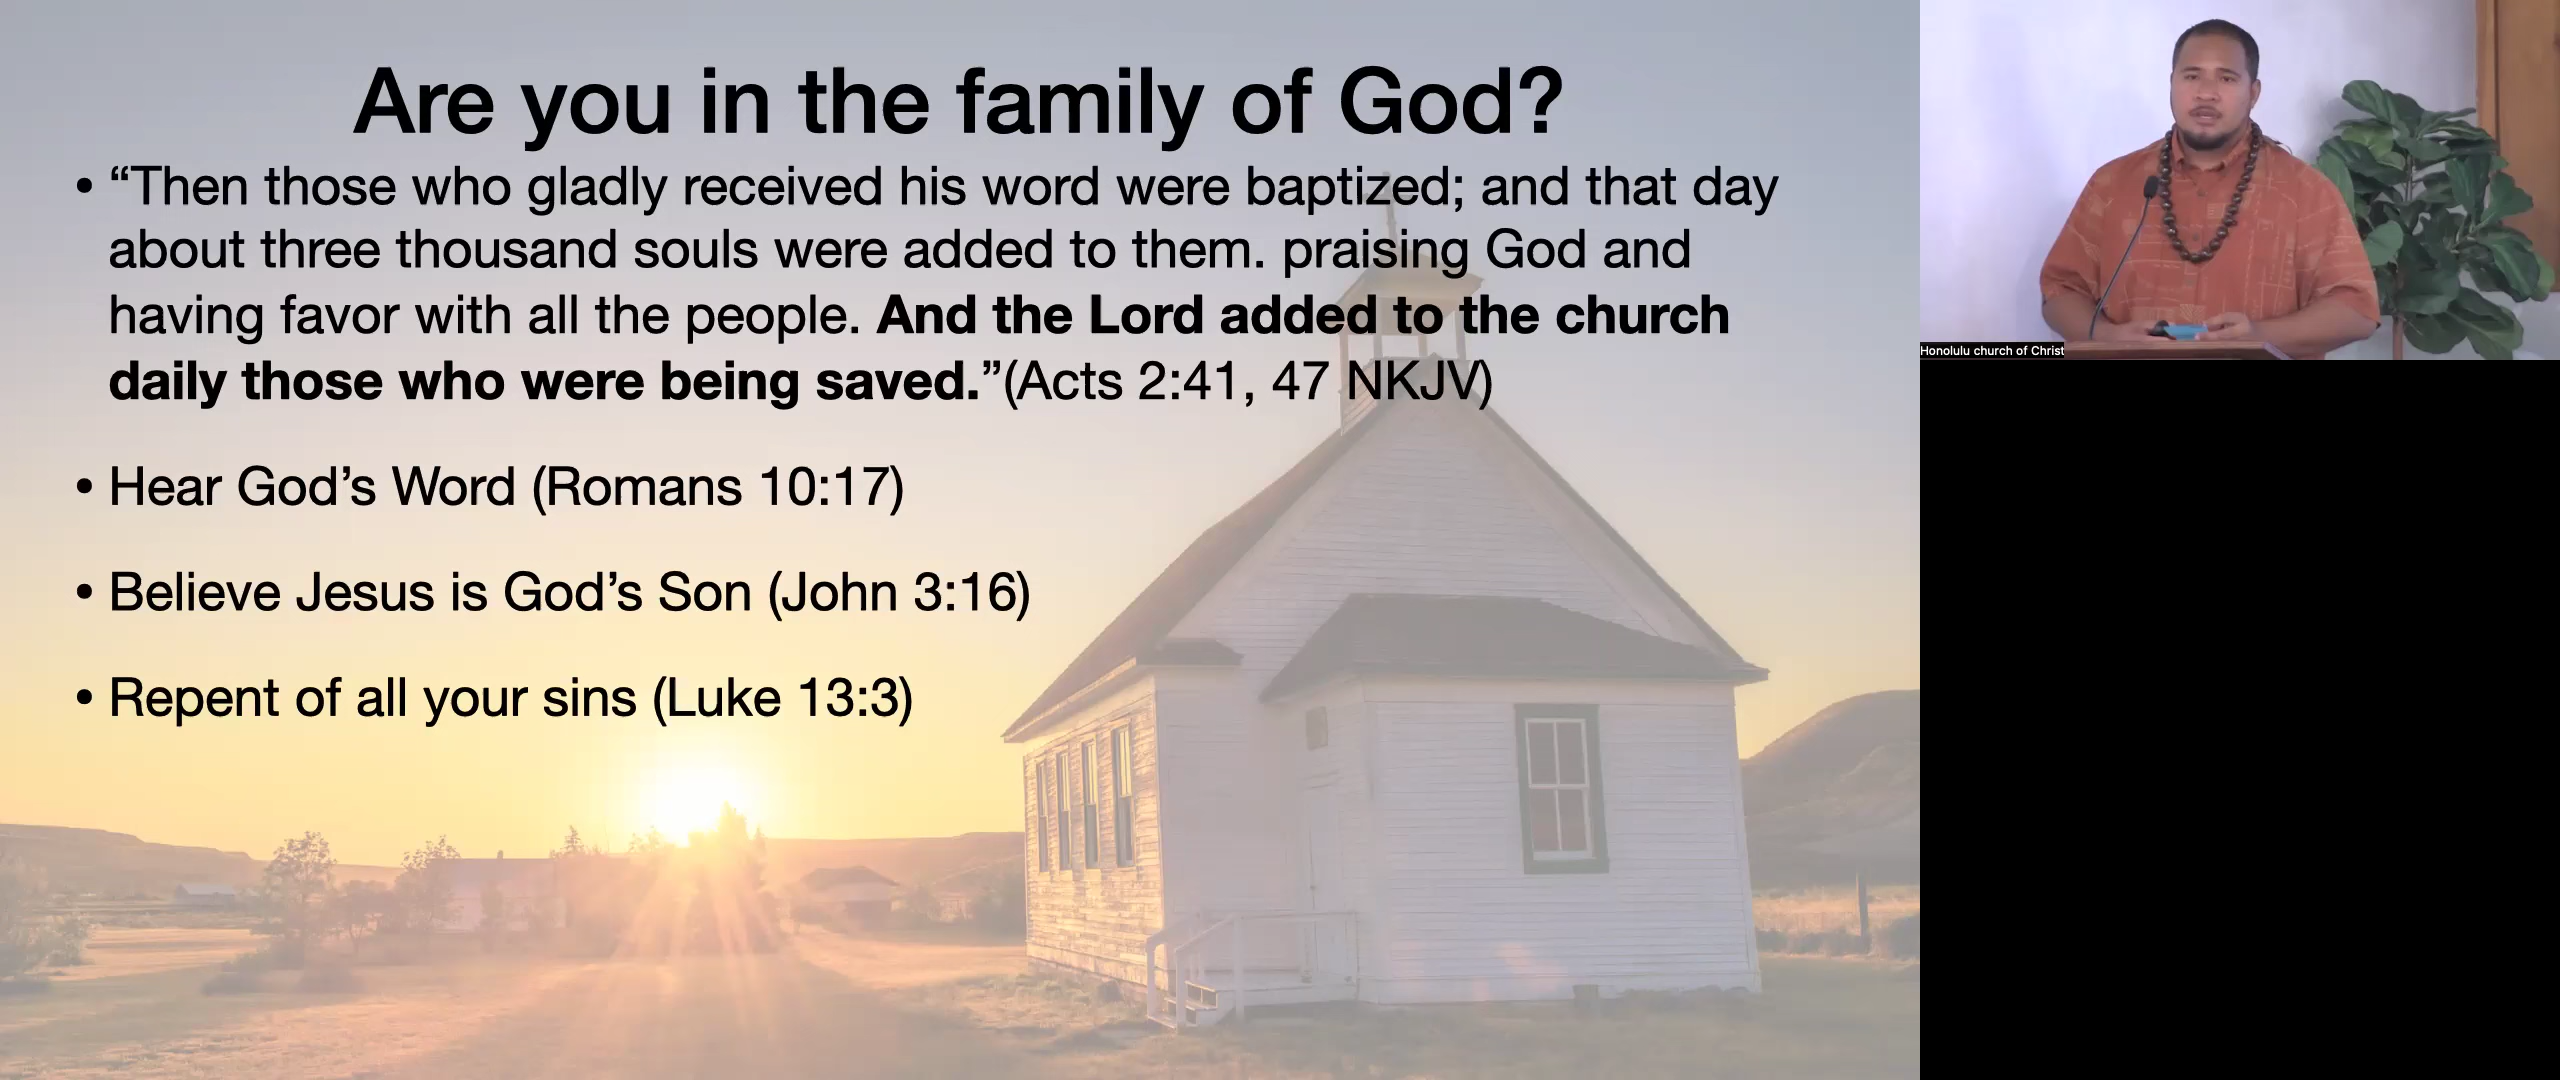 Are you in the family of God?
• “Then those who gladly received his word were baptized; and that day
about three thousand souls were added to them. praising God and
having favor with all the people. And the Lord added to the church
daily those who were being saved.”(Acts 2:41, 47 NKJV)
• Hear God’s Word (Romans 10:17)
• Believe Jesus is God’s Son (John 3:16)
• Repent of all your sins (Luke 13:3)
Honolulu church of Christ